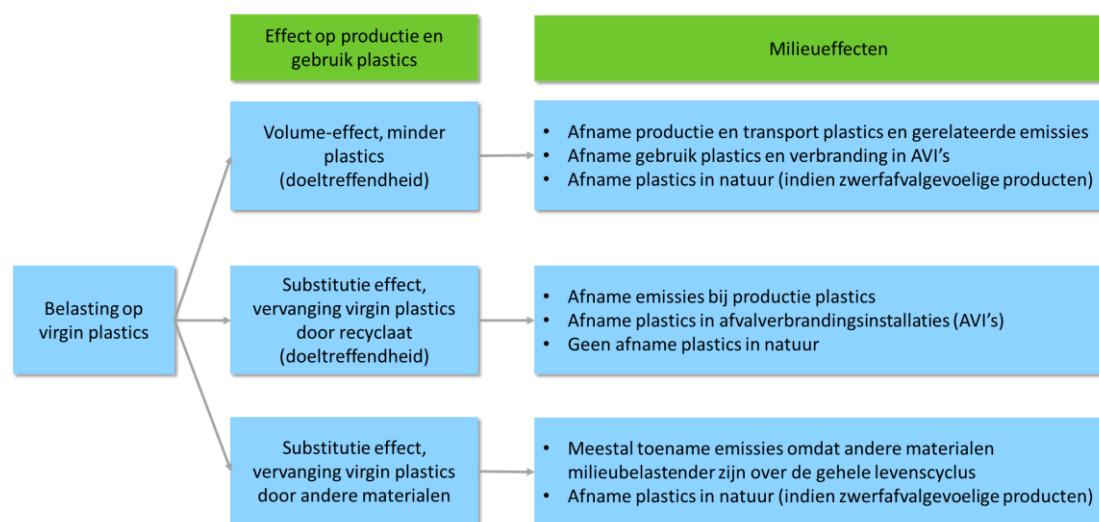 Effect op productie en
gebruik plastics
Milieueffecten
Belasting op
virgin plastics
Volume-effect, minder
plastics
(doeltreffendheid)
• Afname productie en transport plastics en gerelateerde emissies
• Afname gebruik plastics en verbranding in AVI's
• Afname plastics in natuur (indien zwerfafvalgevoelige producten)
Substitutie effect,
vervanging virgin plastics
door recyclaat
(doeltreffendheid)
• Afname emissies bij productie plastics
• Afname plastics in afvalverbrandingsinstallaties (AVI's)
• Geen afname plastics in natuur
Substitutie effect,
vervanging virgin plastics
door andere materialen
• Meestal toename emissies omdat andere materialen
milieubelastender zijn over de gehele levenscyclus
• Afname plastics in natuur (indien zwerfafvalgevoelige producten)